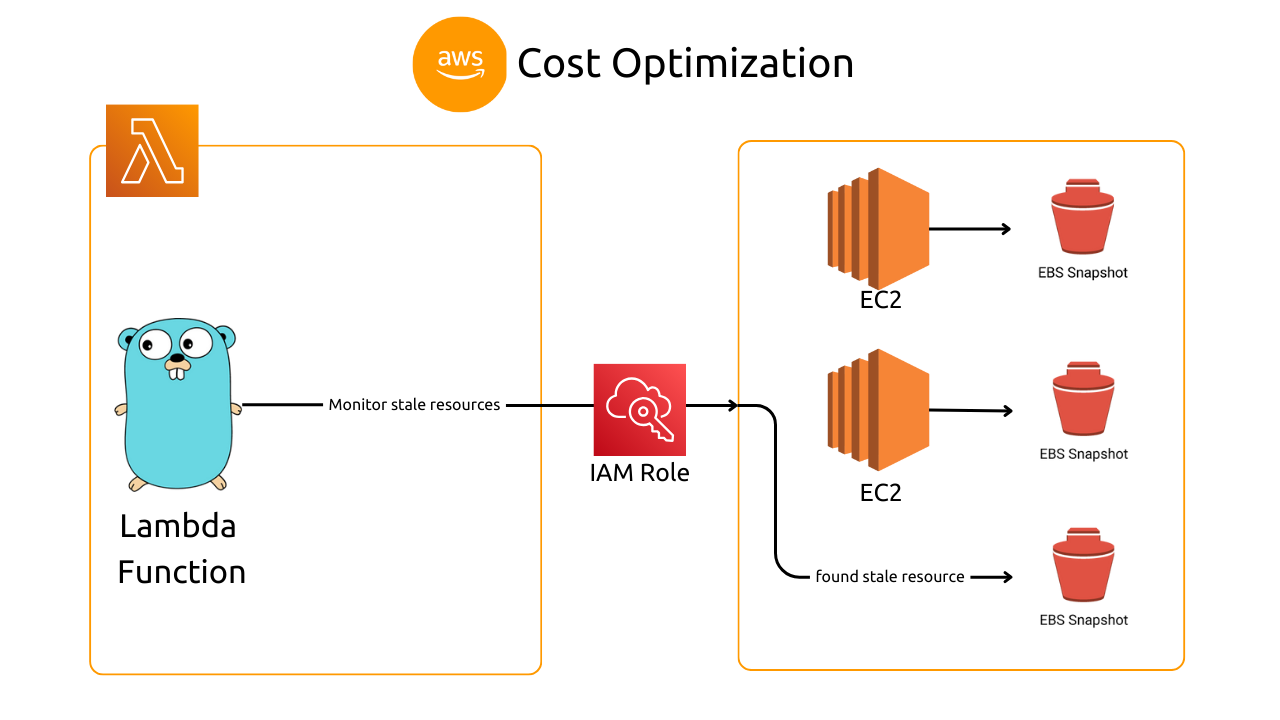 aws
Cost Optimization
EC2
EBS Snapshot
Monitor stale resources
IAM Role
EC2
EBS Snapshot
Lambda
Function
found stale resource
EBS Snapshot